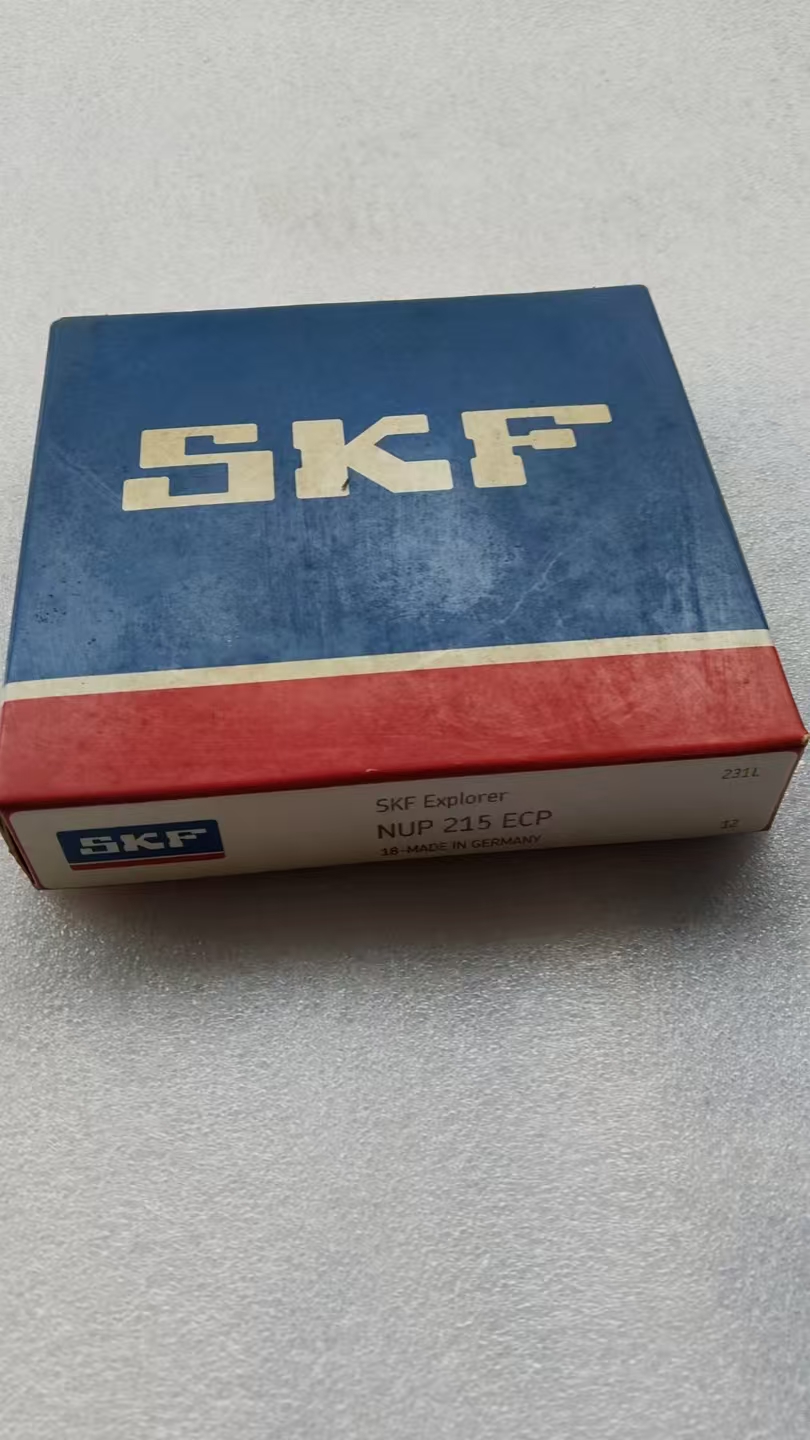 SKF
SKF
SKF Explorer
NUP 215 ECP
18-MADE IN GERMANY
231L
12